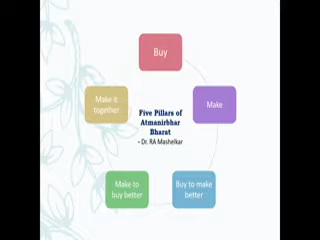 Buy
Make it
together
Make
Five Pillars of
Atmanirbhar
Bharat
- Dr. RA Mashelkar
Make to
buy better
Buy to make
better